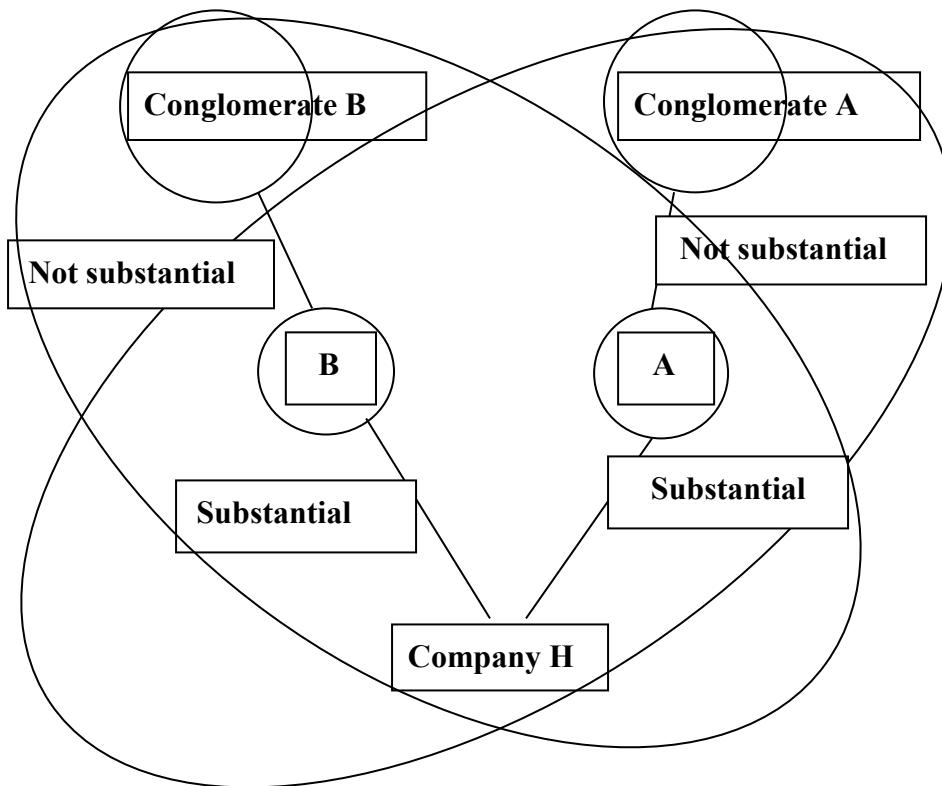 Conglomerate B
Conglomerate A
Not substantial
Not substantial
B
A
Substantial
Substantial
Company H